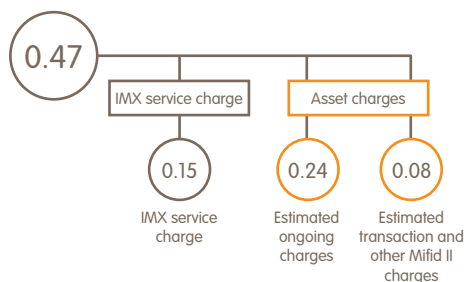 0.47
IMX service charge
Asset charges
0.15
0.24
0.08
IMX service
charge
Estimated
ongoing
charges
Estimated
transaction and
other Mifid II
charges